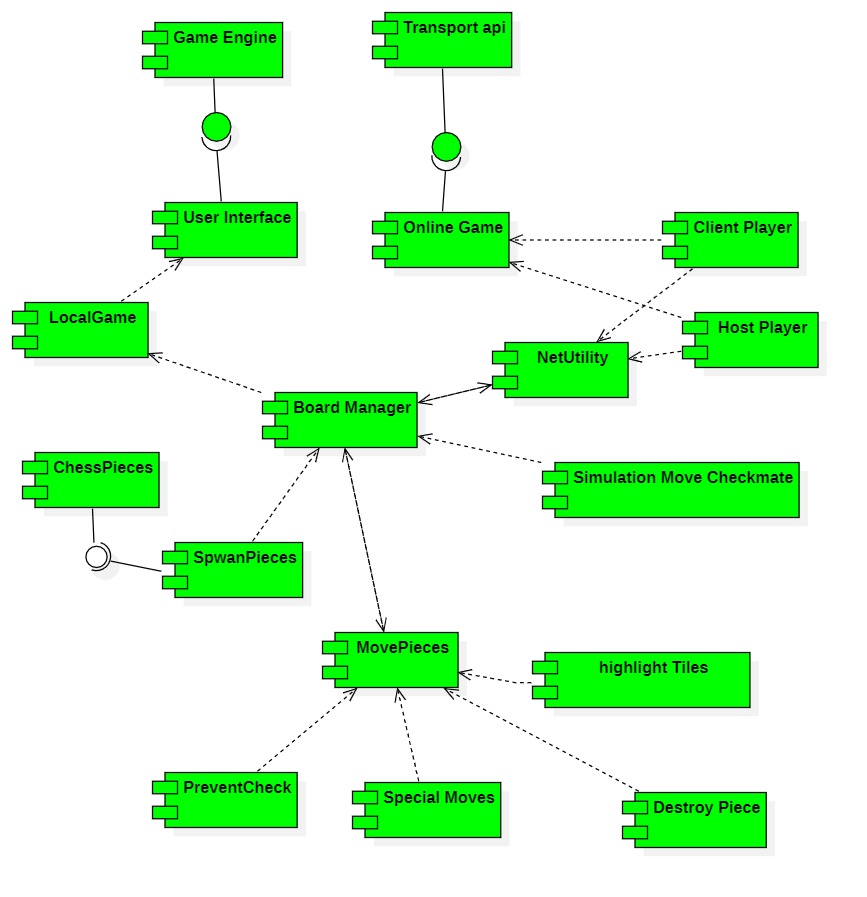 Game Engine
Transport api
User Interface
Online Game
Client Player
LocalGame
Host Player
NetUtility
Board Manager
ChessPieces
Simulation Move Checkmate
SpwanPieces
MovePieces
highlight Tiles
PreventCheck
Special Moves
Destroy Piece